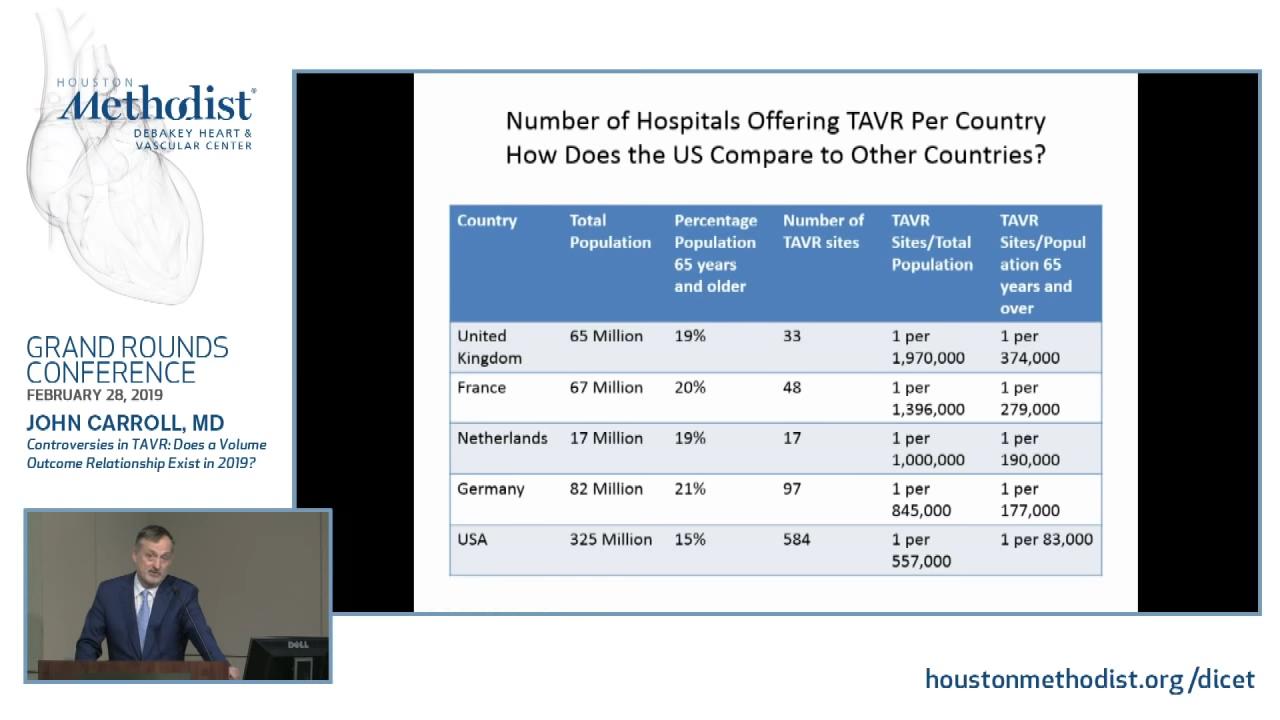 HOUSTON
Methodist®
DEBAKEY HEART &
VASCULAR CENTER
GRAND ROUNDS
CONFERENCE
FEBRUARY 28, 2019
JOHN CARROLL, MD
Controversies in TAVR: Does a Volume
Outcome Relationship Exist in 2019?
Number of Hospitals Offering TAVR Per Country
How Does the US Compare to Other Countries?
Country Total Population Percentage Population 65 years and older Number of TAVR sites TAVR Sites/Total Population TAVR Sites/Population 65 years and over
United Kingdom 65 Million 19% 33 1 per 1,970,000 1 per 374,000
France 67 Million 20% 48 1 per 1,396,000 1 per 279,000
Netherlands 17 Million 19% 17 1 per 1,000,000 1 per 190,000
Germany 82 Million 21% 97 1 per 845,000 1 per 177,000
USA 325 Million 15% 584 1 per 557,000 1 per 83,000
DELL
houstonmethodist.org/dicet